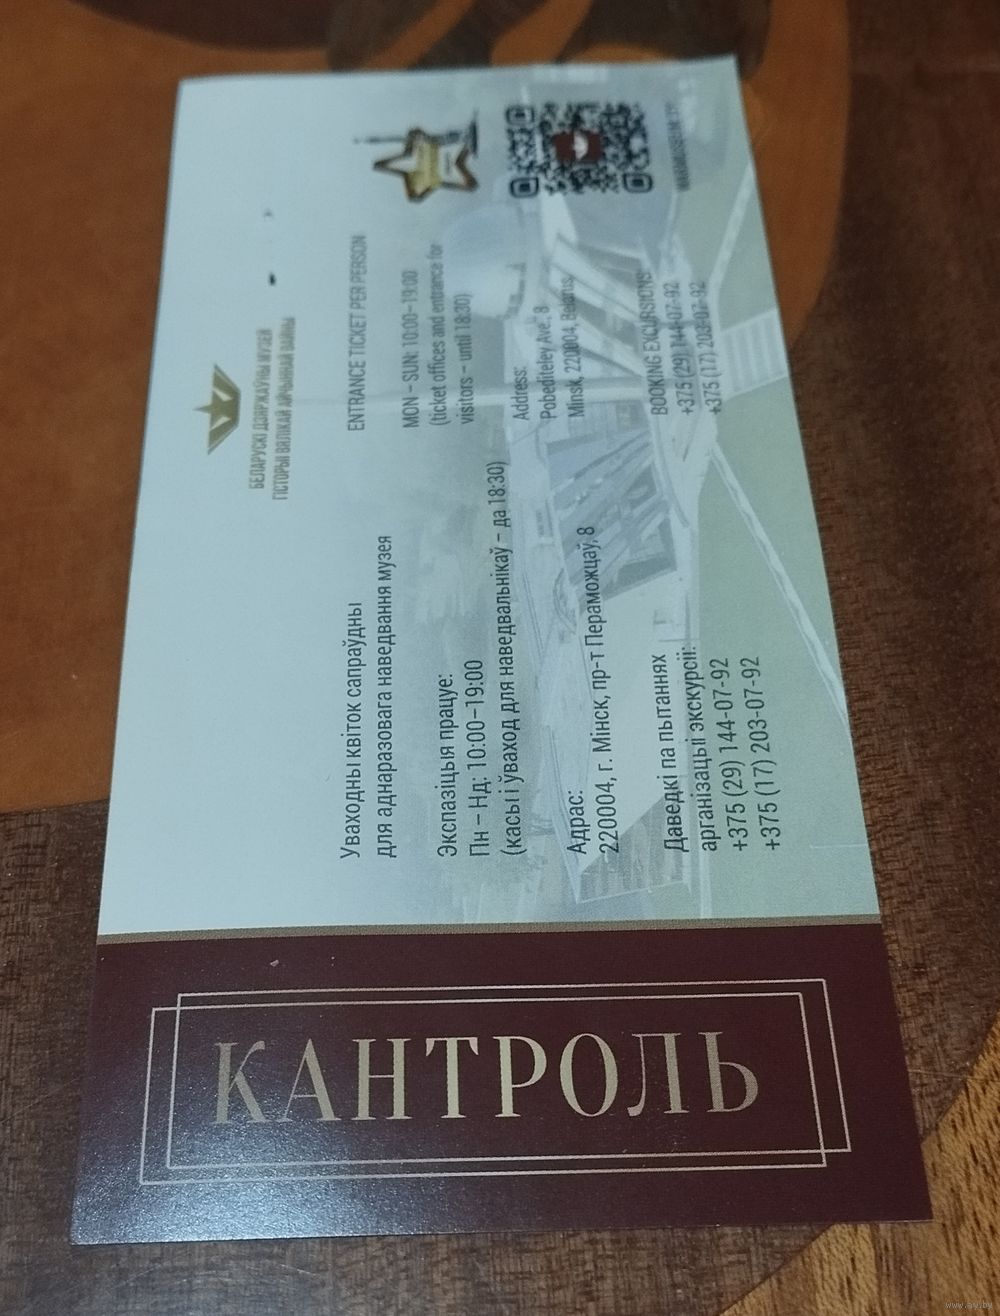 БЕЛАРУСКІ ДЗЯРЖАЎНЫ МУЗЕЙ
ГІСТОРЫІ ВЯЛІКАЙ АЙЧЫННАЙ ВАЙНЫ
Уваходны квіток сапраўдны
для аднаразовага наведвання музея
Экспазіцыя працуе:
Пн – Нд: 10:00–19:00
(касы і ўваход для наведвальнікаў – да 18:30)
Адрас:
220004, г. Мінск, пр-т Пераможцаў, 8
Даведкі па пытаннях
арганізацыі экскурсіі:
+375 (29) 144-07-92
+375 (17) 203-07-92
ENTRANCE TICKET PER PERSON
MON – SUN: 10:00–19:00
(ticket offices and entrance for
visitors – until 18:30)
Address:
Pobediteley Ave. 8
Minsk, 220004, Belarus
BOOKING EXCURSIONS:
+375 (29) 144-07-92
+375 (17) 203-07-92
КАНТРОЛЬ
www.ay.by